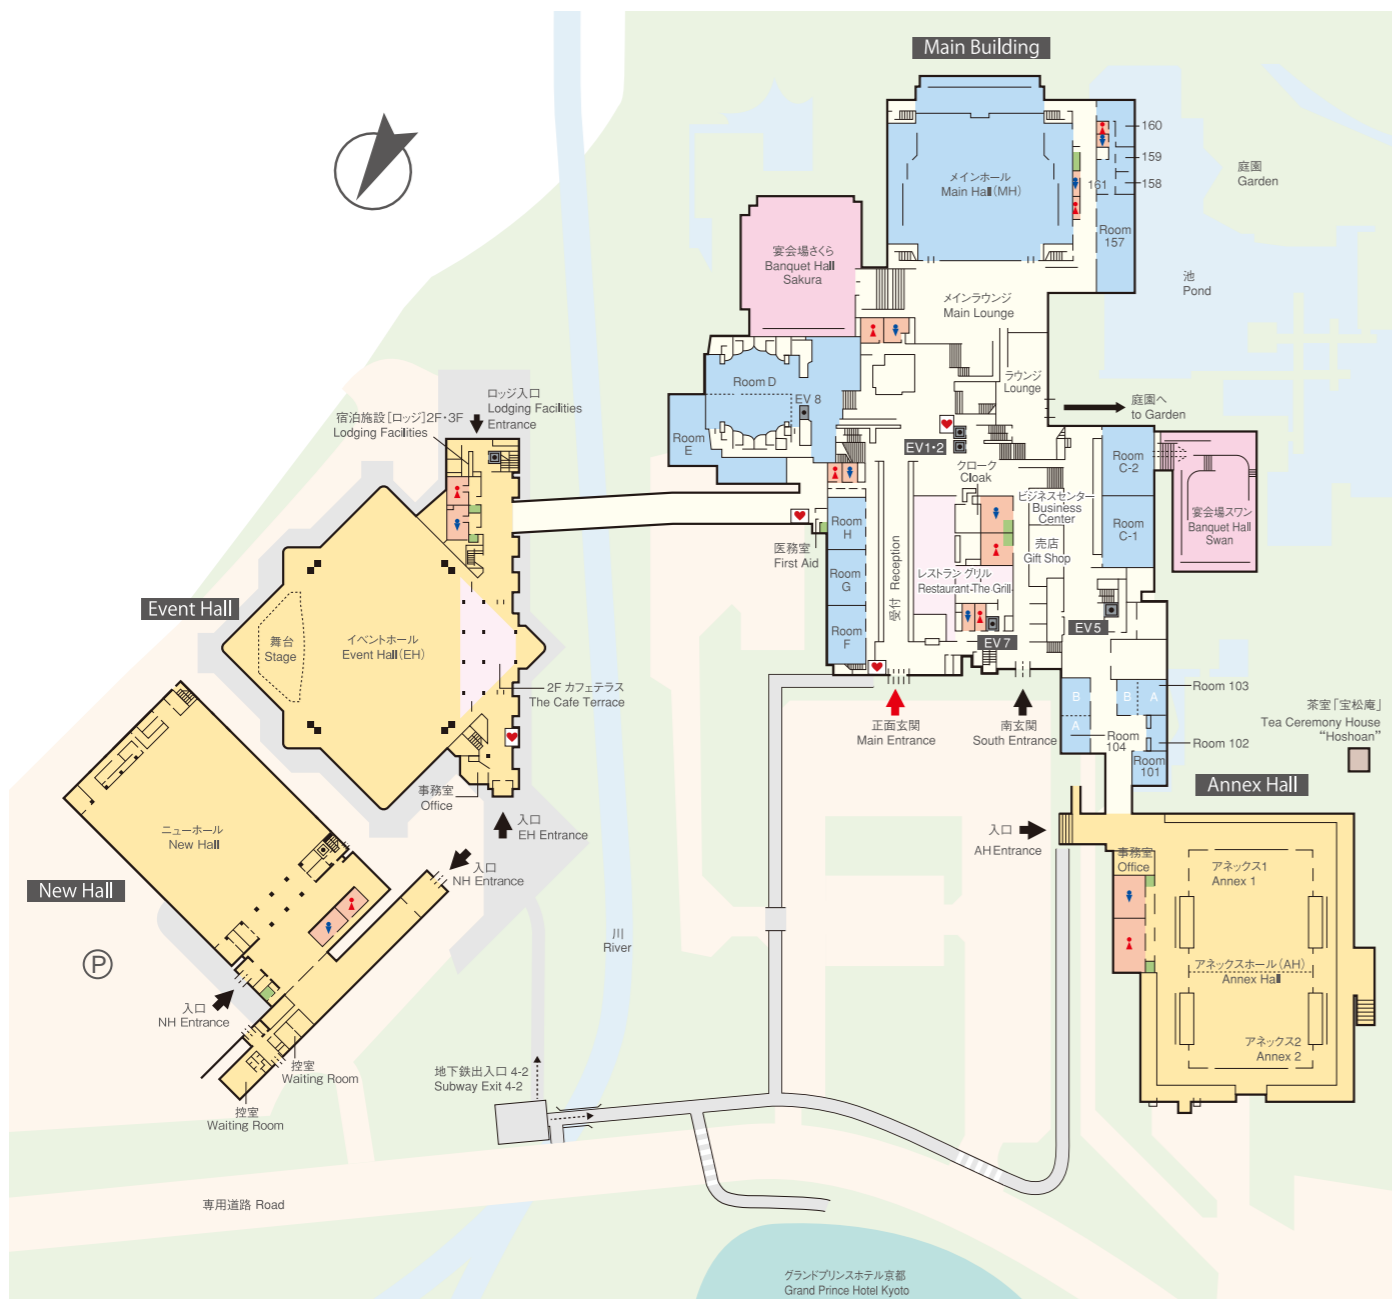 Main Building
160
159
158
161
メインホール
Main Hall (MH)
Room
157
庭園
Garden
池
Pond
宴会場さくら
Banquet Hall
Sakura
メインラウンジ
Main Lounge
ラウンジ
Lounge
庭園へ
to Garden
Room D
EV 8
Room
E
EV1・2
クローク
Cloak
Room
C-2
Room
C-1
ビジネスセンター
Business
Center
売店
Gift Shop
宴会場スワン
Banquet Hall
Swan
ロッジ入口
Lodging Facilities
Entrance
宿泊施設[ロッジ]2F・3F
Lodging Facilities
医務室
First Aid
Room
H
Room
G
Room
F
受付 Reception
レストラン グリル
Restaurant-The Grill
EV 7
EV 5
Event Hall
舞台
Stage
イベントホール
Event Hall (EH)
2F カフェテラス
The Cafe Terrace
事務室
Office
入口
EH Entrance
正面玄関
Main Entrance
南玄関
South Entrance
B
A
B
A
Room 103
Room
104
Room 102
Room
101
茶室「宝松庵」
Tea Ceremony House
"Hoshoan"
Annex Hall
入口
AH Entrance
事務室
Office
アネックス1
Annex 1
アネックスホール(AH)
Annex Hall
アネックス2
Annex 2
ニューホール
New Hall
New Hall
P
入口
NH Entrance
入口
NH Entrance
控室
Waiting Room
控室
Waiting Room
川
River
地下鉄出入口 4-2
Subway Exit 4-2
専用道路 Road
グランドプリンスホテル京都
Grand Prince Hotel Kyoto